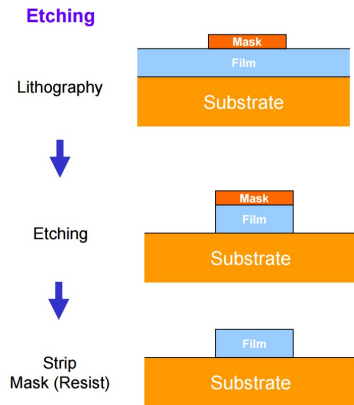 Etching
Mask
Film
Lithography
Substrate
Mask
Film
Etching
Substrate
Film
Strip
Mask (Resist)
Substrate